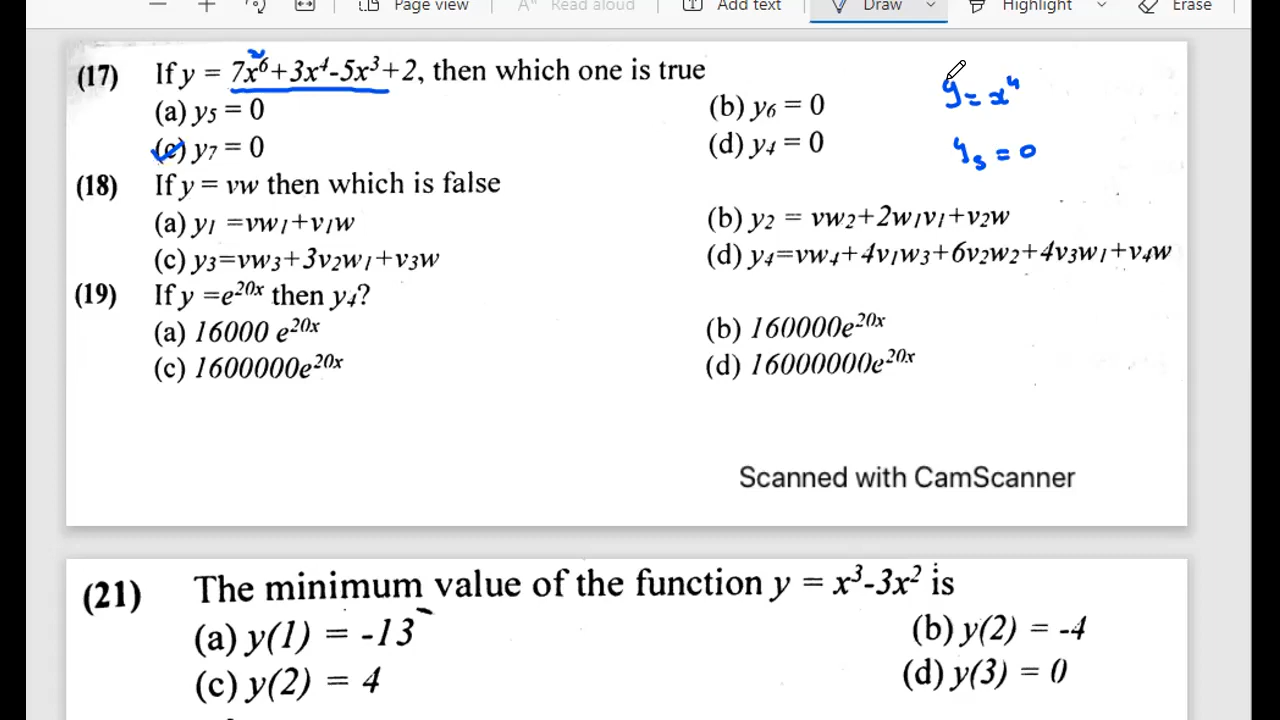 Page view Read aloud Add text Draw Highlight Erase
(17) If y = 7x⁶+3x⁴-5x³+2, then which one is true
(a) y₅ = 0 (b) y₆ = 0
(c) y₇ = 0 (d) y₄ = 0
y = x⁴
y₅ = 0
(18) If y = vw then which is false
(a) y₁ =vw₁+v₁w (b) y₂ = vw₂+2w₁v₁+v₂w
(c) y₃=vw₃+3v₂w₁+v₃w (d) y₄=vw₄+4v₁w₃+6v₂w₂+4v₃w₁+v₄w
(19) If y =e²⁰ˣ then y₄?
(a) 16000 e²⁰ˣ (b) 160000e²⁰ˣ
(c) 1600000e²⁰ˣ (d) 16000000e²⁰ˣ
Scanned with CamScanner
(21) The minimum value of the function y = x³-3x² is
(a) y(1) = -13 (b) y(2) = -4
(c) y(2) = 4 (d) y(3) = 0